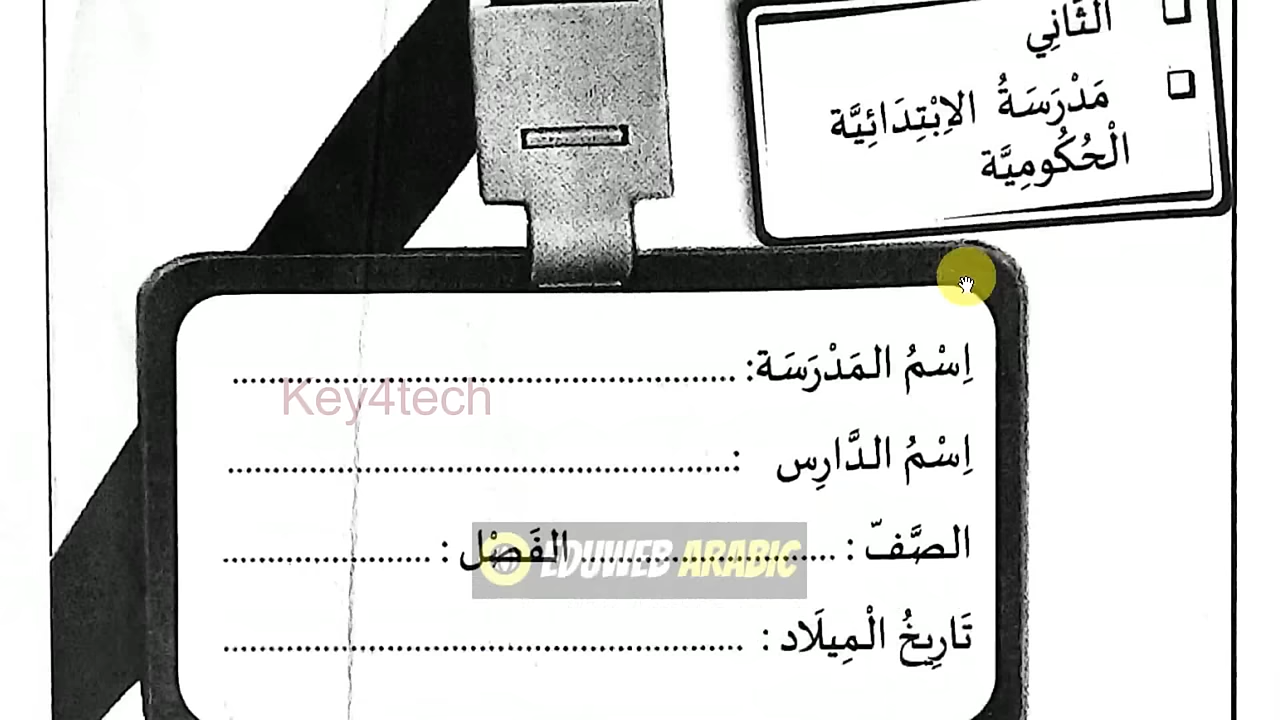 الثَّانِي
مَدْرَسَةُ الاِبْتِدَائِيَّة
الْحُكُومِيَّة
اِسْمُ المَدْرَسَة: ................................................
Key4tech
اِسْمُ الدَّارِس : ................................................
الصَّفّ : ........................ الفَصْل : ....................
EDUWEB ARABIC
تَارِيخُ الْمِيلَاد : ................................................